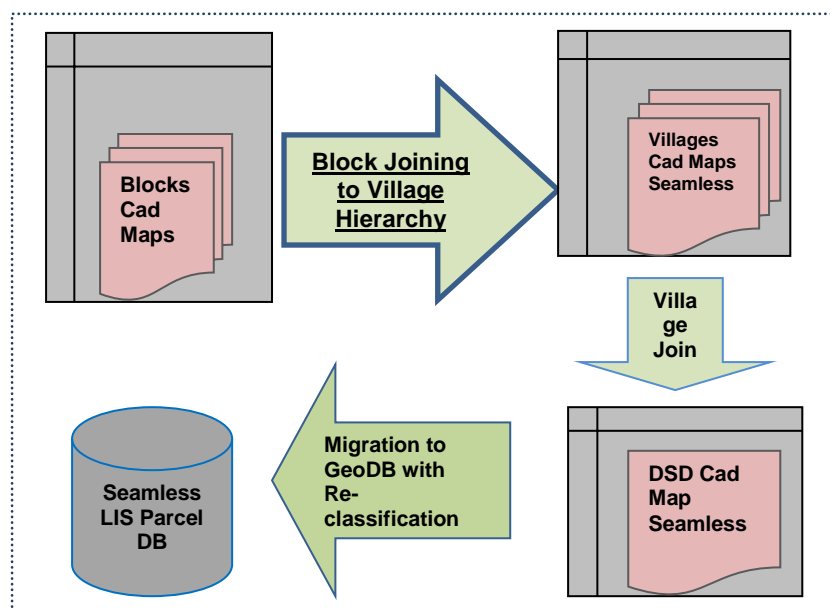 Blocks
Cad
Maps
Block Joining
to Village
Hierarchy
Villages
Cad Maps
Seamless
Villa
ge
Join
DSD Cad
Map
Seamless
Migration to
GeoDB with
Re-
classification
Seamless
LIS Parcel
DB